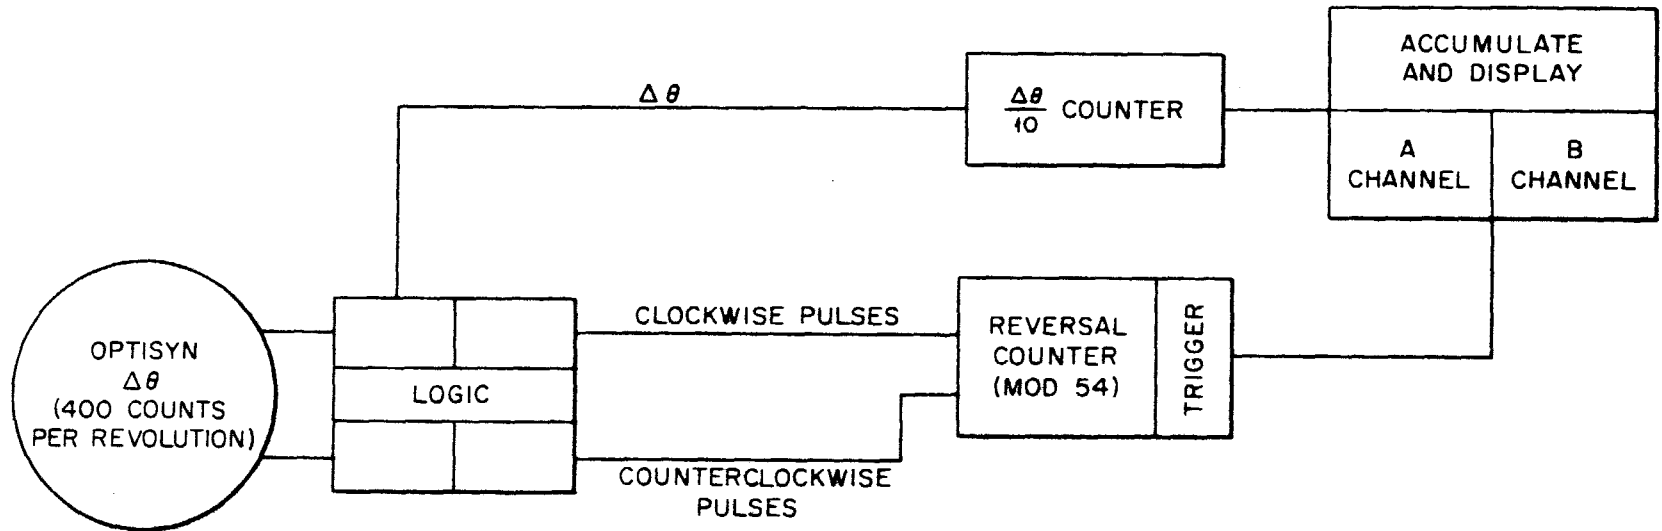 ACCUMULATE
AND DISPLAY
A
CHANNEL
B
CHANNEL
Δθ
Δθ
10
COUNTER
OPTISYN
Δθ
(400 COUNTS
PER REVOLUTION)
LOGIC
CLOCKWISE PULSES
COUNTERCLOCKWISE
PULSES
REVERSAL
COUNTER
(MOD 54)
TRIGGER